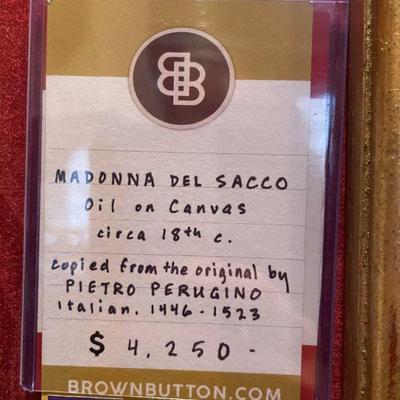 BB
MADONNA DEL SACCO
Oil on Canvas
circa 18th c.
copied from the original by
PIETRO PERUGINO
Italian. 1446-1523
$ 4,250-
BROWNBUTTON.COM